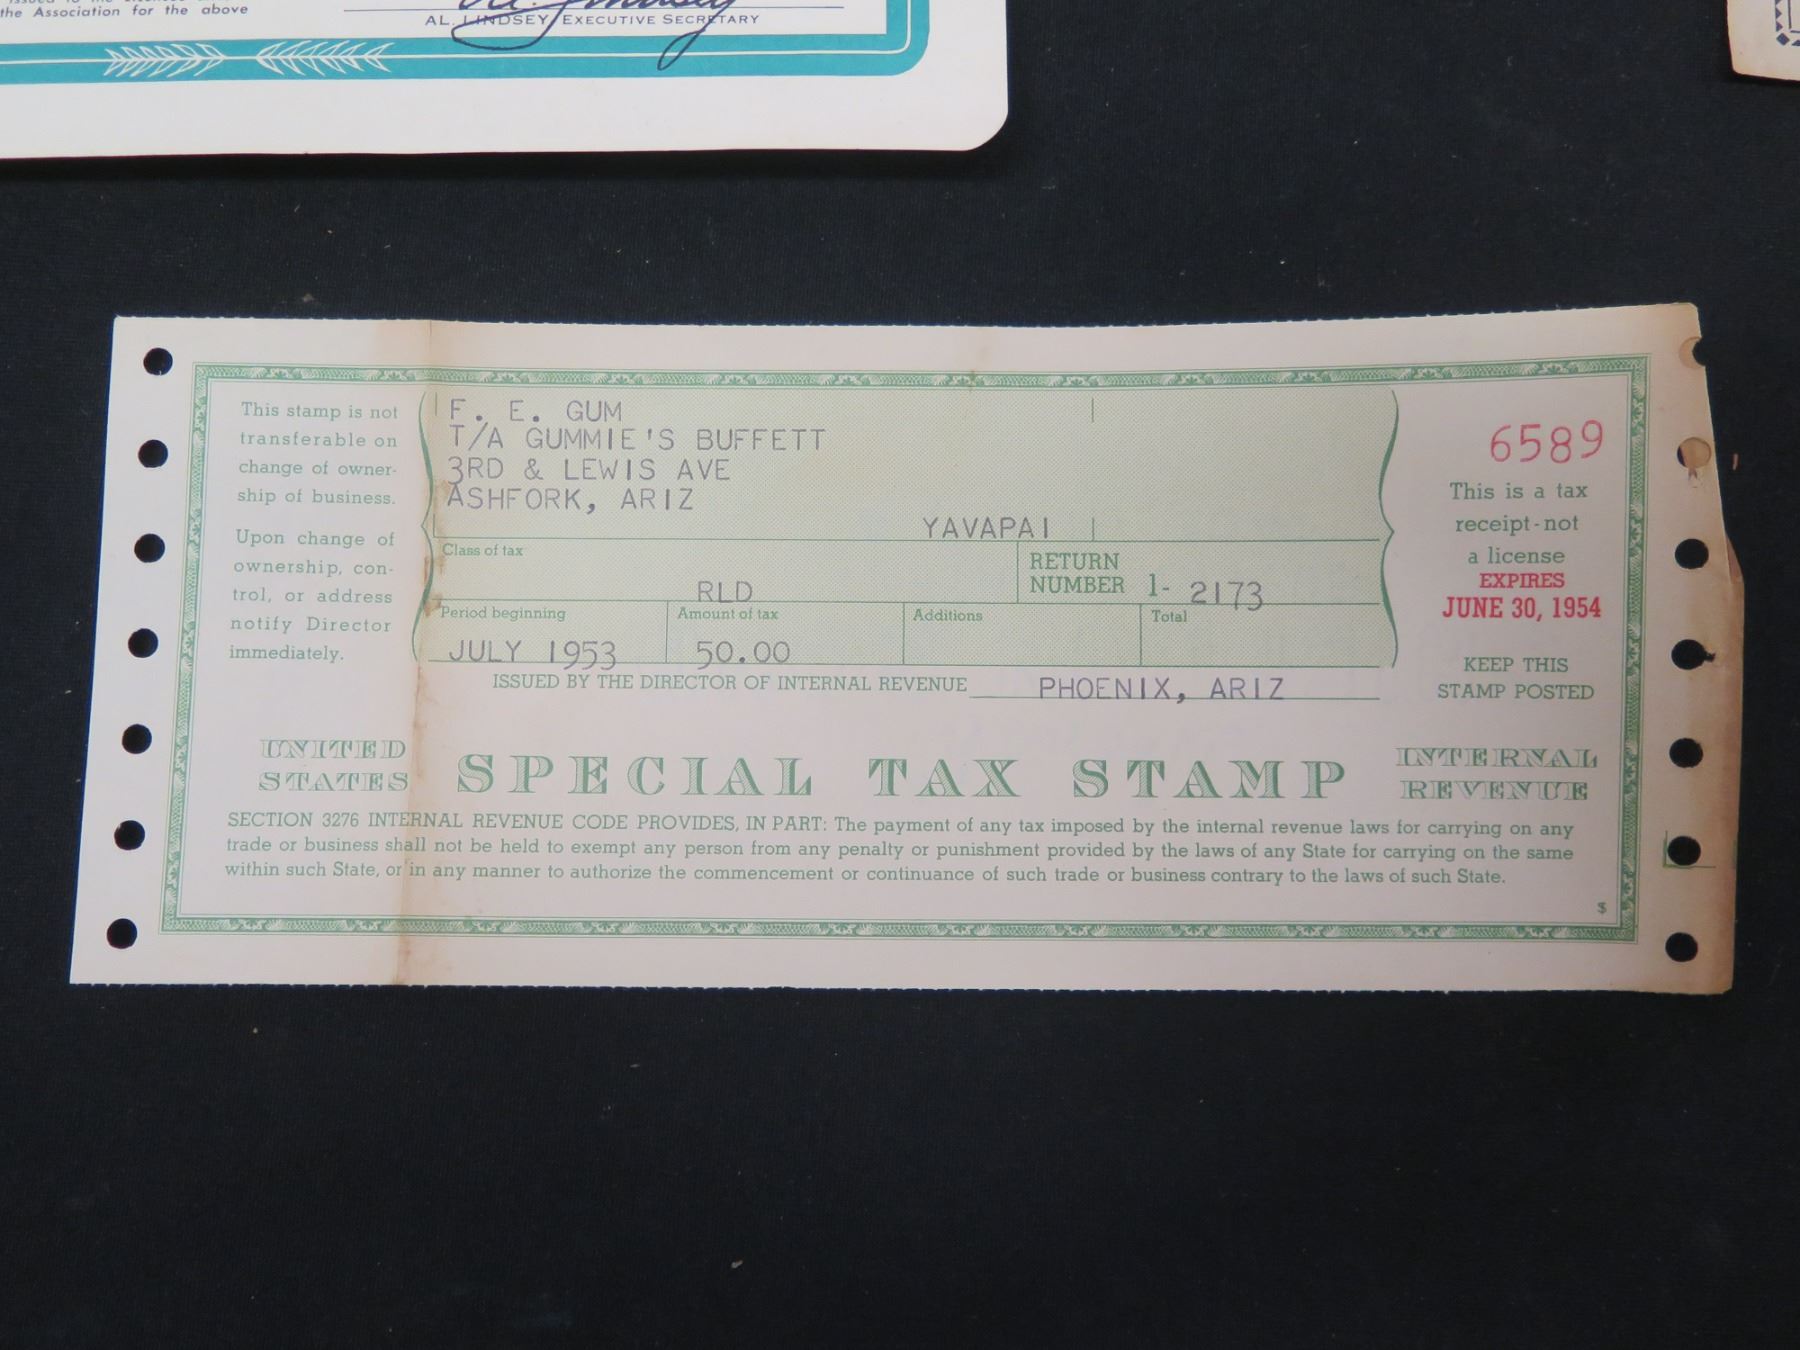 the Association for the above
AL. LINDSEY, EXECUTIVE SECRETARY
This stamp is not
transferable on
change of owner-
ship of business.
Upon change of
ownership, con-
trol, or address
notify Director
immediately.
F. E. GUM
T/A GUMMIE'S BUFFETT
3RD & LEWIS AVE
ASHFORK, ARIZ
YAVAPAI
Class of tax
RLD
RETURN
NUMBER 1- 2173
Period beginning
JULY 1953
Amount of tax
50.00
Additions
Total
ISSUED BY THE DIRECTOR OF INTERNAL REVENUE PHOENIX, ARIZ
6589
This is a tax
receipt-not
a license
EXPIRES
JUNE 30, 1954
KEEP THIS
STAMP POSTED
UNITED
STATES
SPECIAL TAX STAMP
INTERNAL
REVENUE
SECTION 3276 INTERNAL REVENUE CODE PROVIDES, IN PART: The payment of any tax imposed by the internal revenue laws for carrying on any
trade or business shall not be held to exempt any person from any penalty or punishment provided by the laws of any State for carrying on the same
within such State, or in any manner to authorize the commencement or continuance of such trade or business contrary to the laws of such State.
$